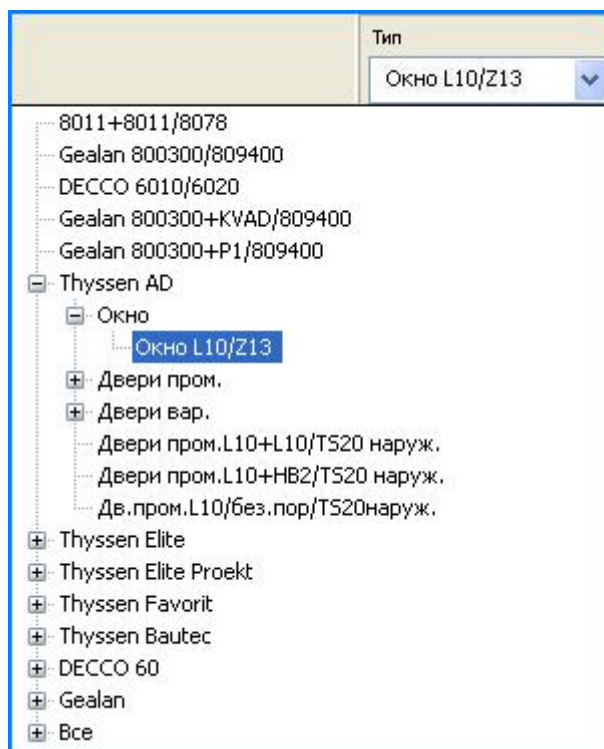 Тип
Окно L10/Z13
8011+8011/8078
Gealan 800300/809400
DECCO 6010/6020
Gealan 800300+KVAD/809400
Gealan 800300+P1/809400
Thyssen AD
Окно
Окно L10/Z13
Двери пром.
Двери вар.
Двери пром.L10+L10/TS20 наруж.
Двери пром.L10+HB2/TS20 наруж.
Дв.пром.L10/без.пор/TS20наруж.
Thyssen Elite
Thyssen Elite Proekt
Thyssen Favorit
Thyssen Bautec
DECCO 60
Gealan
Все